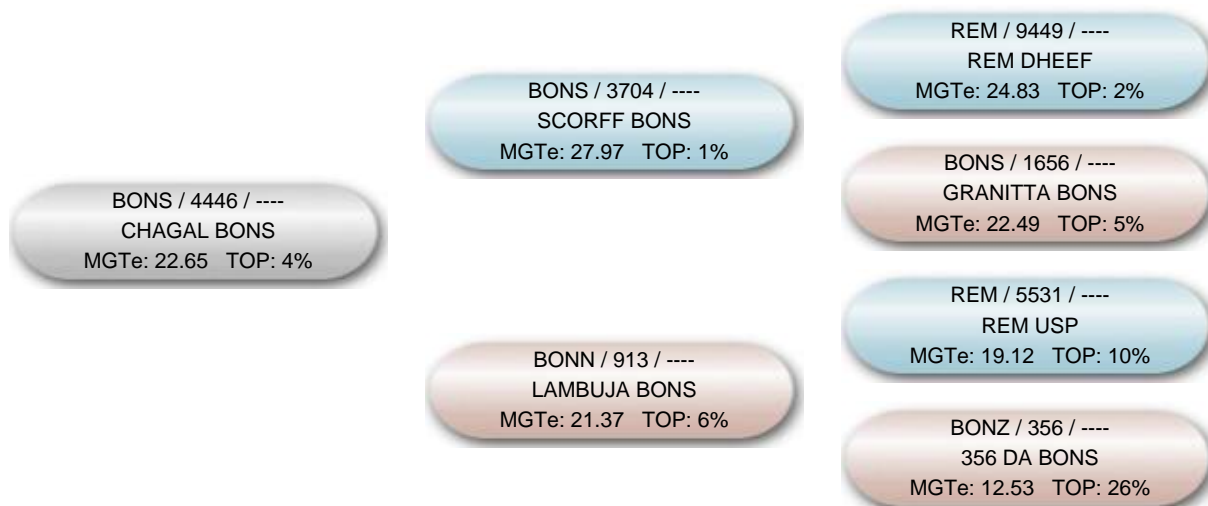 BONS / 4446 / ----
CHAGAL BONS
MGTe: 22.65 TOP: 4%
BONS / 3704 / ----
SCORFF BONS
MGTe: 27.97 TOP: 1%
BONN / 913 / ----
LAMBUJA BONS
MGTe: 21.37 TOP: 6%
REM / 9449 / ----
REM DHEEF
MGTe: 24.83 TOP: 2%
BONS / 1656 / ----
GRANITTA BONS
MGTe: 22.49 TOP: 5%
REM / 5531 / ----
REM USP
MGTe: 19.12 TOP: 10%
BONZ / 356 / ----
356 DA BONS
MGTe: 12.53 TOP: 26%